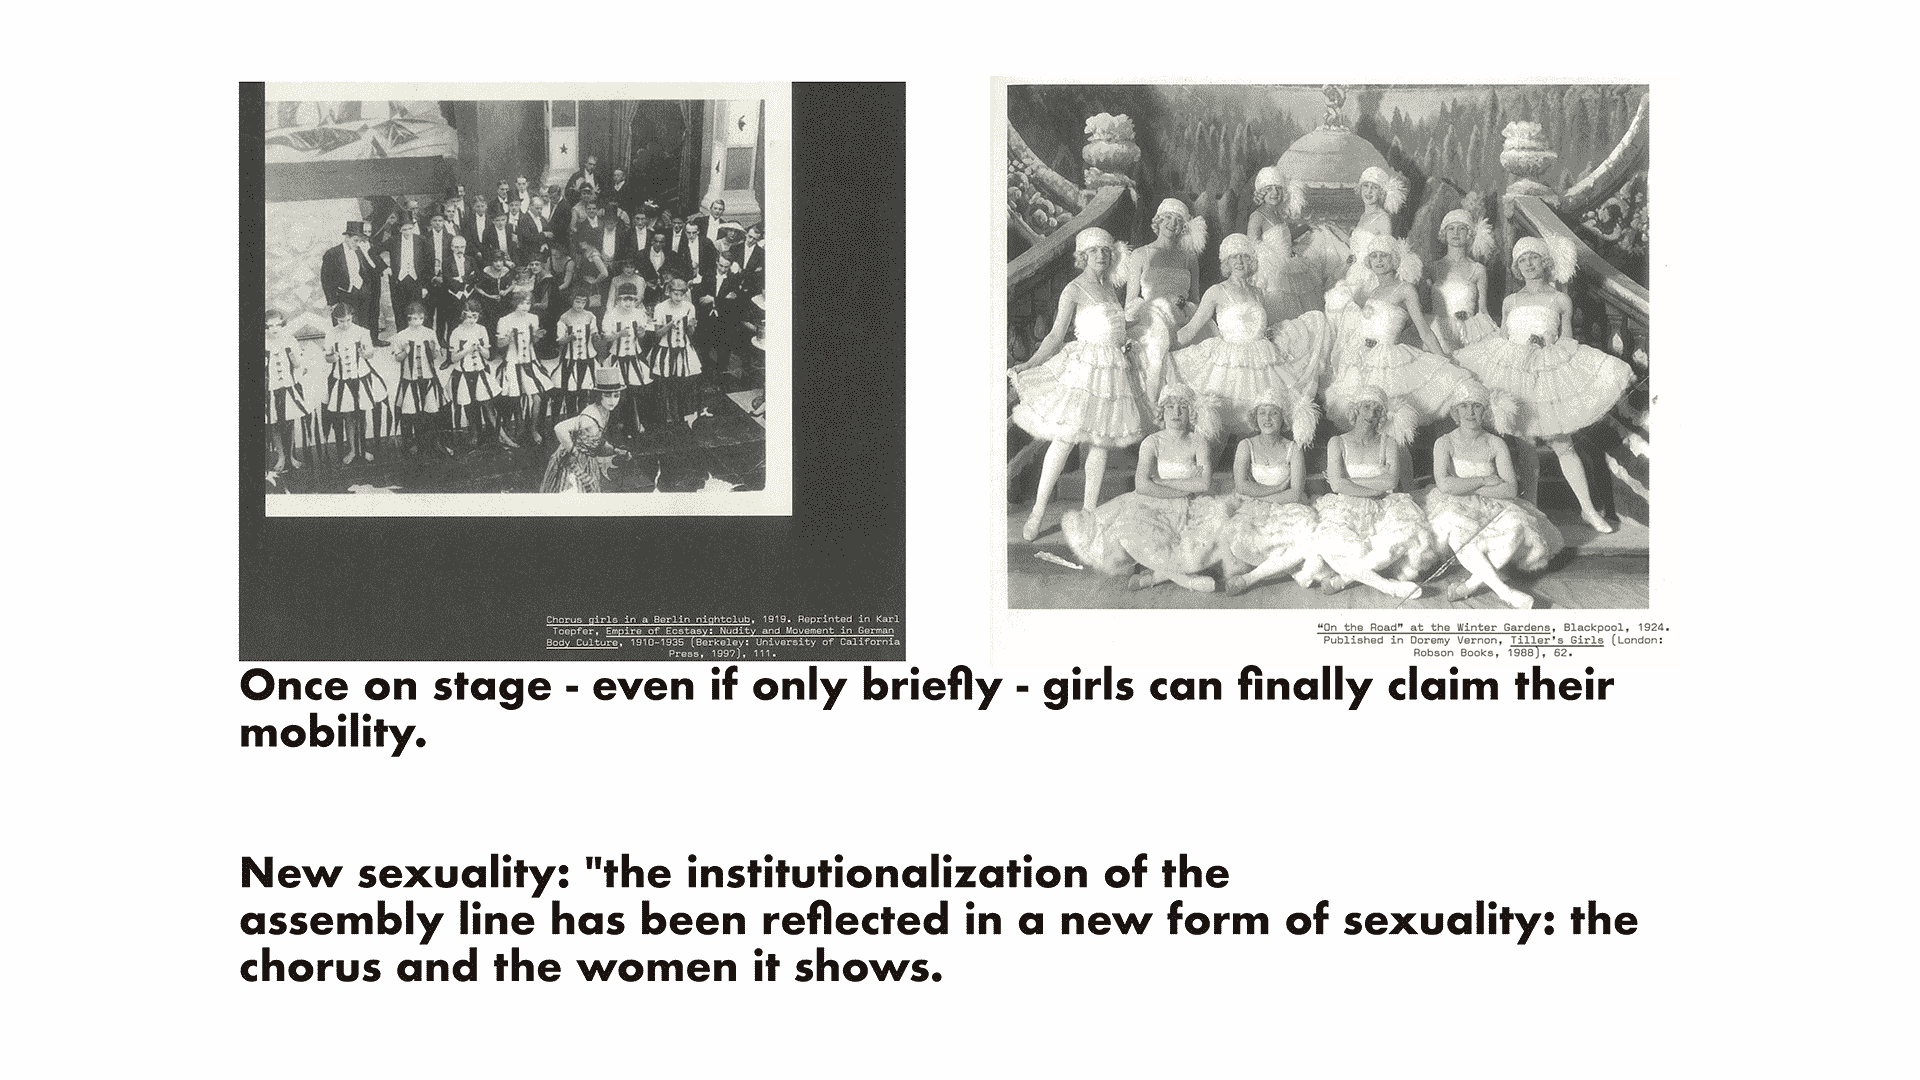 Chorus girls in a Berlin nightclub, 1919. Reprinted in Karl
Toepfer, Empire of Ecstasy: Nudity and Movement in German
Body Culture, 1910-1935 (Berkeley: University of California
Press, 1997), 111.
"On the Road" at the Winter Gardens, Blackpool, 1924.
Published in Doremy Vernon, Tiller's Girls (London:
Robson Books, 1988), 62.
Once on stage - even if only briefly - girls can finally claim their
mobility.
New sexuality: "the institutionalization of the
assembly line has been reflected in a new form of sexuality: the
chorus and the women it shows.